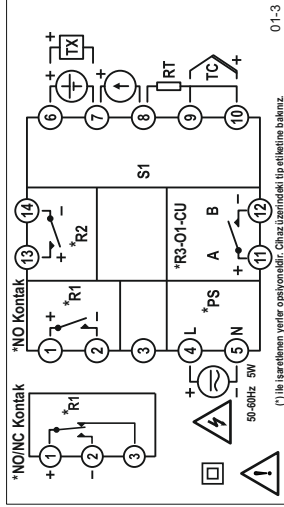 *NO/NC Kontak
*R1
+ 1
− 2
3
*NO Kontak
1 +
*R1
2 −
3
4 L
*PS
5 N
+
−
50-60Hz 5W
13 14
+ −
*R2
S1
*R3-O1-CU
A B
+ −
11 12
6 + TX
− T
7 +
8 − RT
9 − TC
10 +
(*) ile isaretlenen yerler opsiyoneldir. Cihaz üzerindeki tip etiketine bakınız.
01-3